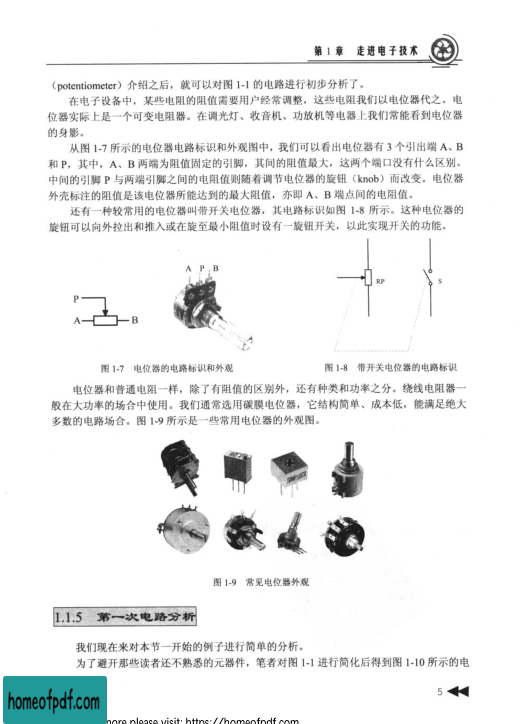 第 1 章 走进电子技术
（potentiometer）介绍之后，就可以对图 1-1 的电路进行初步分析了。
在电子设备中，某些电阻的阻值需要用户经常调整，这些电阻我们以电位器代之。电
位器实际上是一个可变电阻器。在调光灯、收音机、功放机等电器上我们常能看到电位器
的身影。
从图 1-7 所示的电位器电路标识和外观图中，我们可以看出电位器有 3 个引出端 A、B
和 P，其中，A、B 两端为阻值固定的引脚，其间的阻值最大，这两个端口没有什么区别。
中间的引脚 P 与两端引脚之间的电阻值则随着调节电位器的旋钮（knob）而改变。电位器
外壳标注的阻值是该电位器所能达到的最大阻值，亦即 A、B 端点间的电阻值。
还有一种较常用的电位器叫带开关电位器，其电路标识如图 1-8 所示。这种电位器的
旋钮可以向外拉出和推入或在旋至最小阻值时设有一旋钮开关，以此实现开关的功能。
A P B
P
A B
RP S
图 1-7 电位器的电路标识和外观
图 1-8 带开关电位器的电路标识
电位器和普通电阻一样，除了有阻值的区别外，还有种类和功率之分。绕线电阻器一
般在大功率的场合中使用。我们通常选用碳膜电位器，它结构简单、成本低，能满足绝大
多数的电路场合。图 1-9 所示是一些常用电位器的外观图。
图 1-9 常见电位器外观
1.1.5 第一次电路分析
我们现在来对本节一开始的例子进行简单的分析。
为了避开那些读者还不熟悉的元器件，笔者对图 1-1 进行简化后得到图 1-10 所示的电
5
homeofpdf.com
more please visit: https://homeofpdf.com